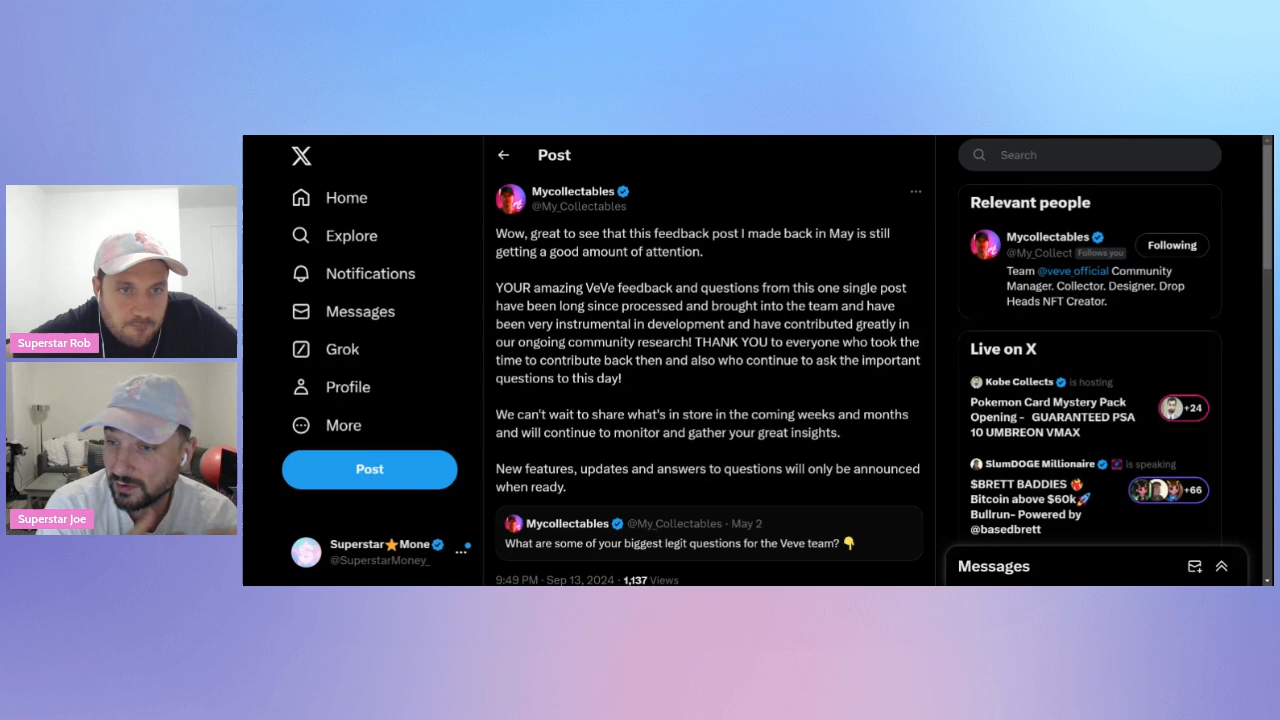 Superstar Rob
Superstar Joe
X
Home
Explore
Notifications
Messages
Grok
Profile
More
Post
Superstar⭐Mone
@SuperstarMoney_
Post
Mycollectables
@My_Collectables
Wow, great to see that this feedback post I made back in May is still
getting a good amount of attention.
YOUR amazing VeVe feedback and questions from this one single post
have been long since processed and brought into the team and have
been very instrumental in development and have contributed greatly in
our ongoing community research! THANK YOU to everyone who took the
time to contribute back then and also who continue to ask the important
questions to this day!
We can't wait to share what's in store in the coming weeks and months
and will continue to monitor and gather your great insights.
New features, updates and answers to questions will only be announced
when ready.
Mycollectables @My_Collectables · May 2
What are some of your biggest legit questions for the Veve team? 👇
9:49 PM · Sep 13, 2024 · 1,137 Views
Search
Relevant people
Mycollectables
@My_Collect Follows you
Following
Team @veve_official Community
Manager. Collector. Designer. Drop
Heads NFT Creator.
Live on X
Kobe Collects is hosting
Pokemon Card Mystery Pack
Opening - GUARANTEED PSA
10 UMBREON VMAX
+24
SlumDOGE Millionaire is speaking
$BRETT BADDIES
Bitcoin above $60k🚀
Bullrun- Powered by
@basedbrett
+66
Messages